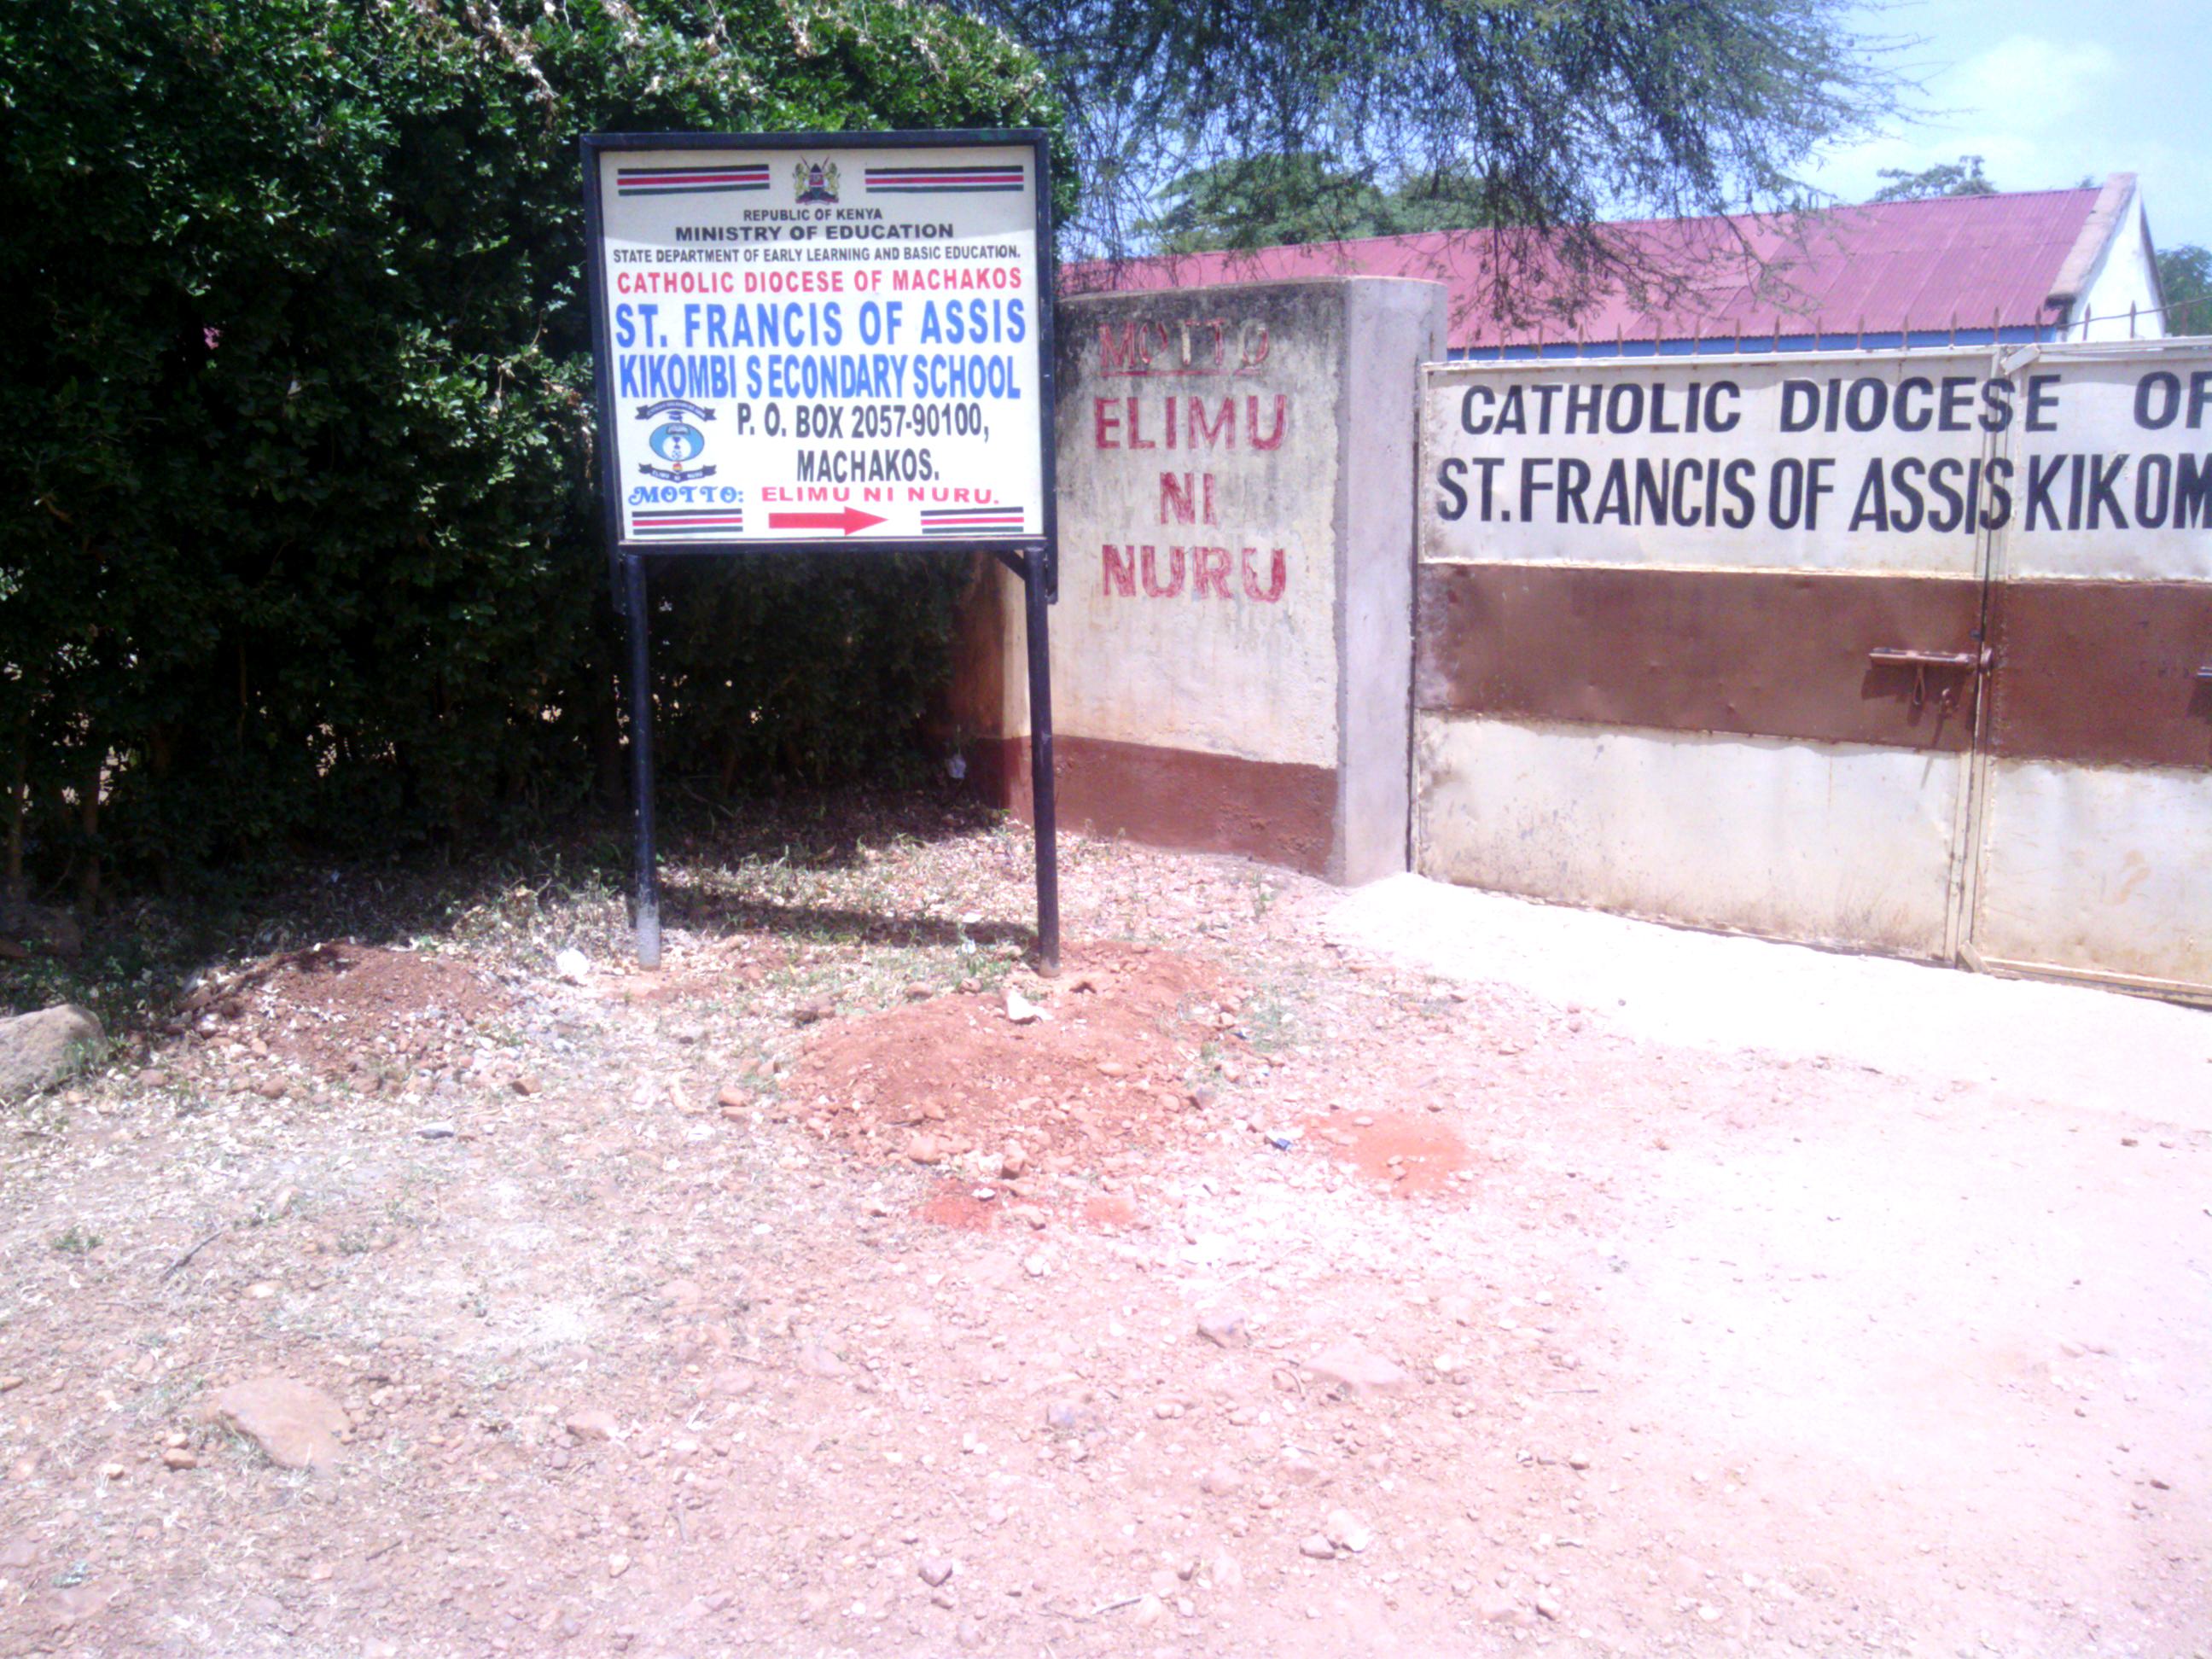 REPUBLIC OF KENYA
MINISTRY OF EDUCATION
STATE DEPARTMENT OF EARLY LEARNING AND BASIC EDUCATION.
CATHOLIC DIOCESE OF MACHAKOS
ST. FRANCIS OF ASSIS
KIKOMBI SECONDARY SCHOOL
P. O. BOX 2057-90100,
MACHAKOS.
MOTTO: ELIMU NI NURU.
MOTTO
ELIMU
NI
NURU
CATHOLIC DIOCESE OF
ST. FRANCIS OF ASSIS KIKOM